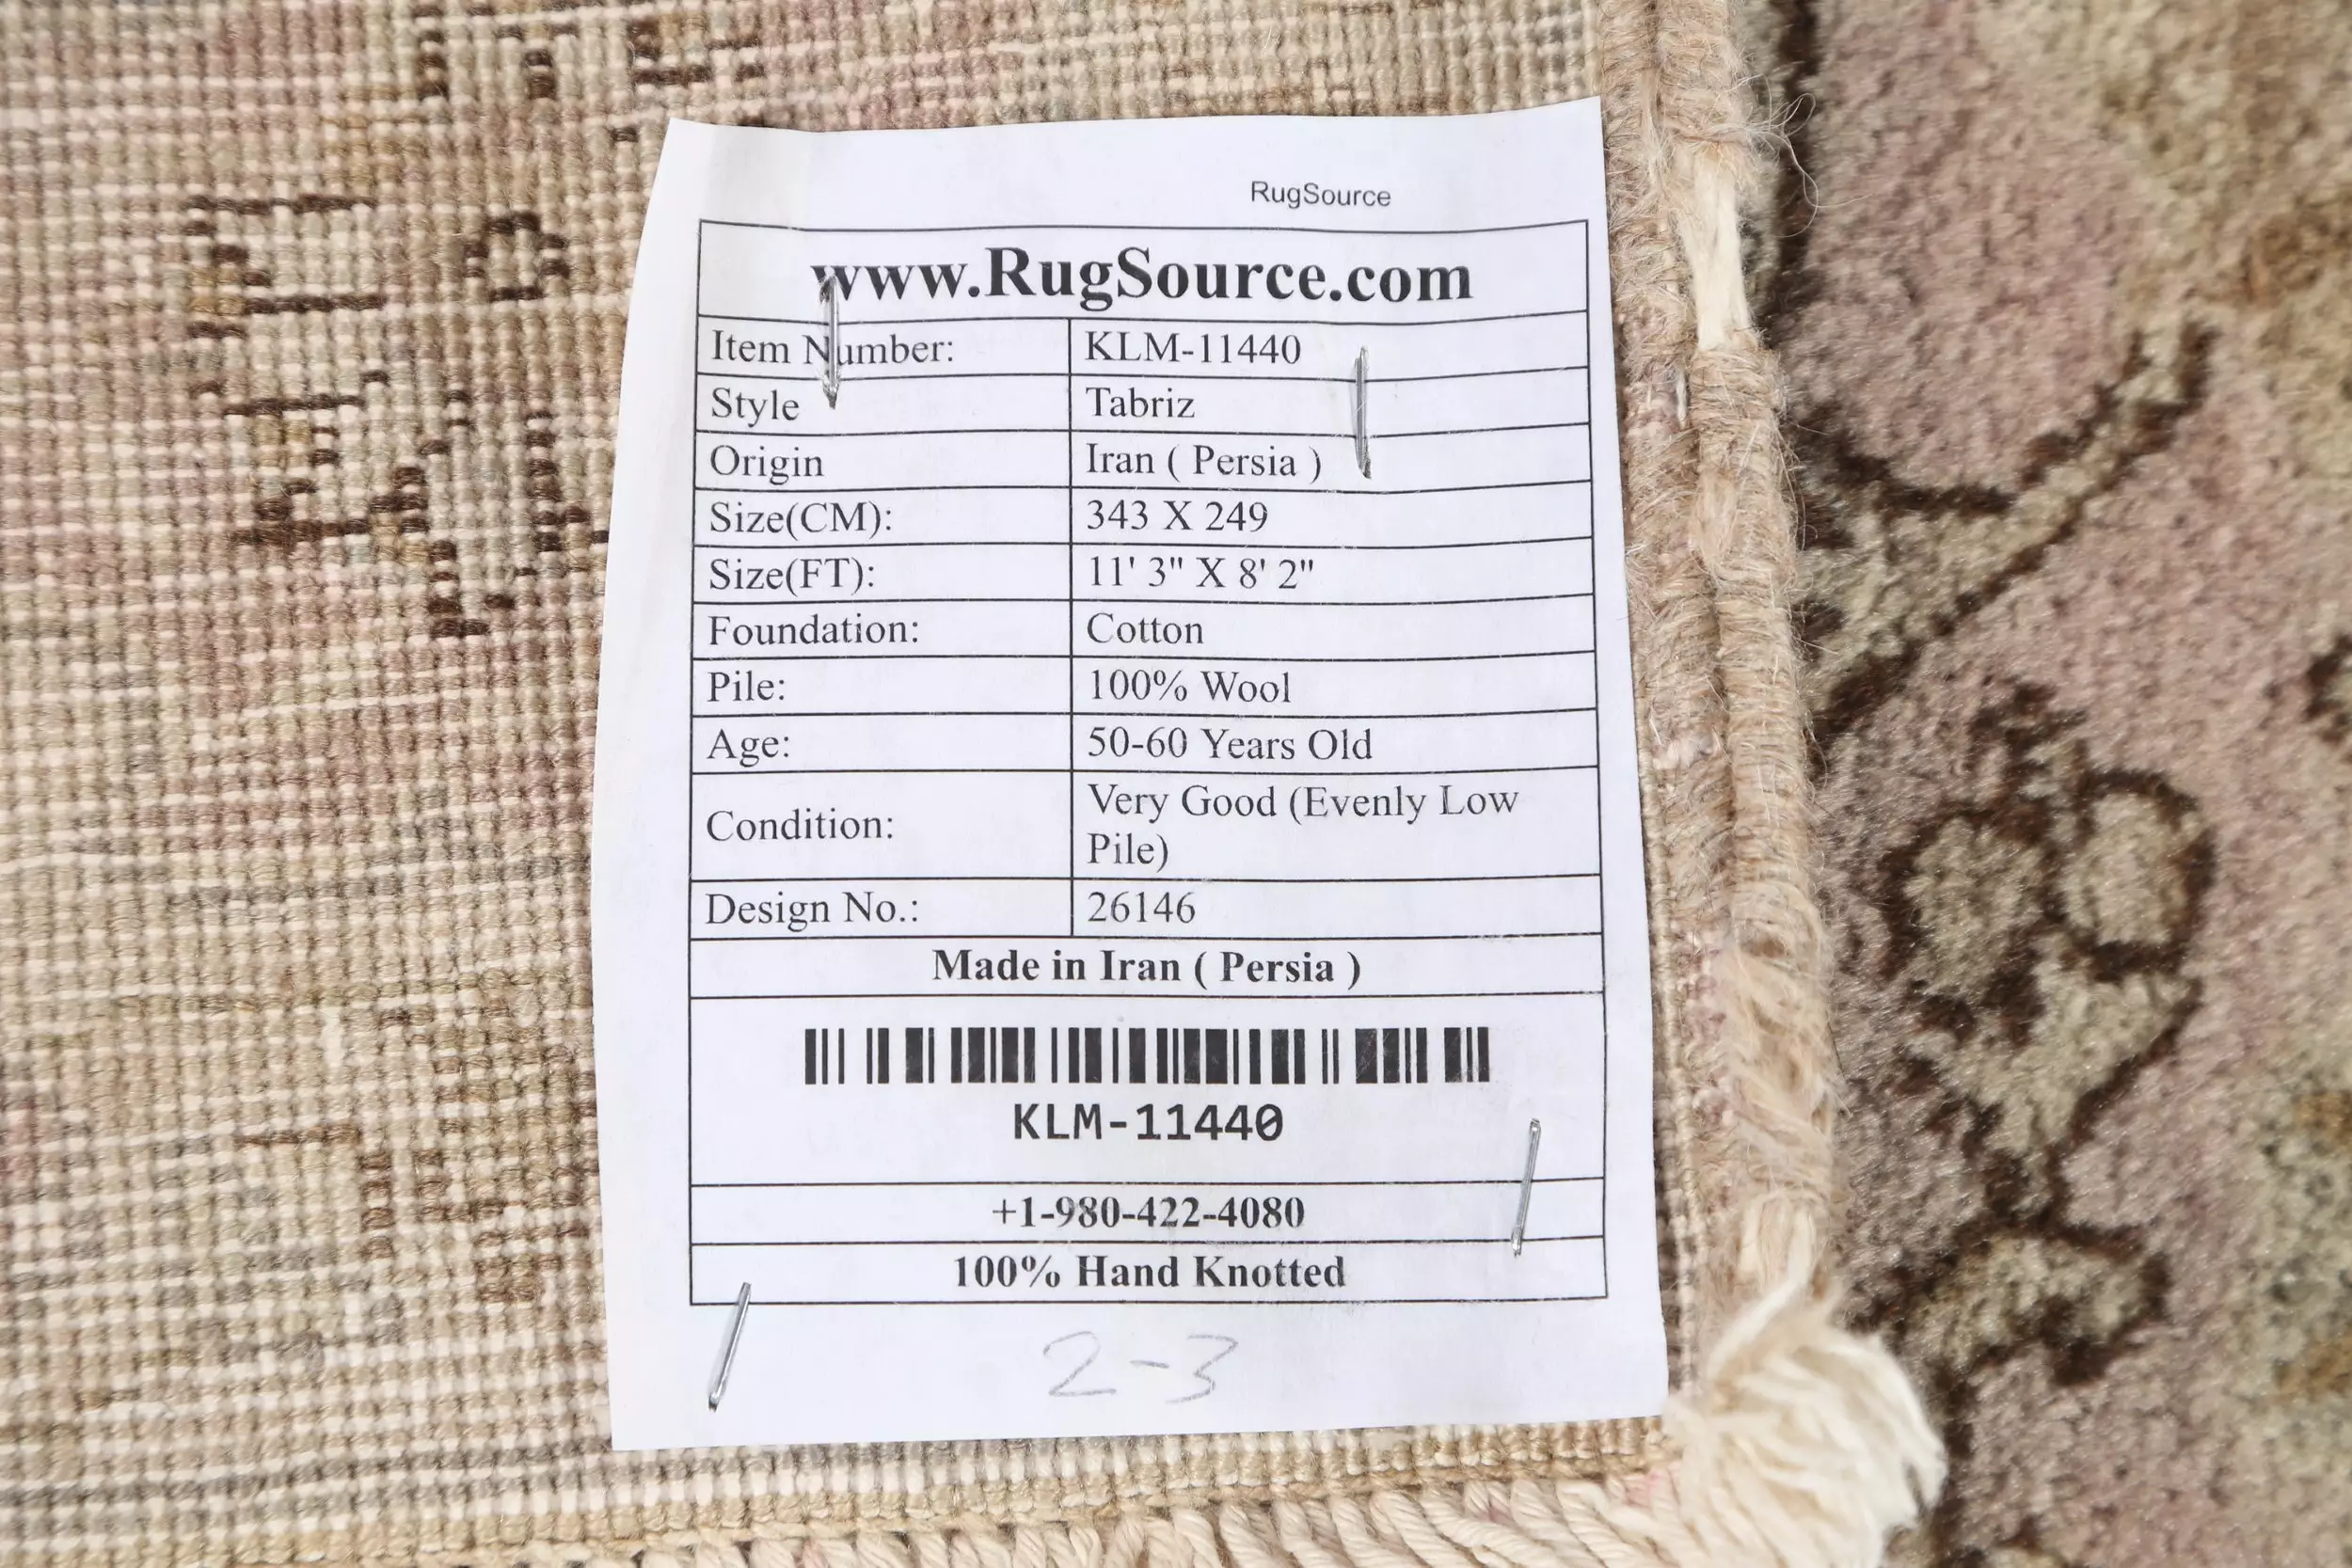 RugSource
www.RugSource.com
Item Number: KLM-11440
Style Tabriz
Origin Iran ( Persia )
Size(CM): 343 X 249
Size(FT): 11' 3" X 8' 2"
Foundation: Cotton
Pile: 100% Wool
Age: 50-60 Years Old
Condition: Very Good (Evenly Low
Pile)
Design No.: 26146
Made in Iran ( Persia )
KLM-11440
+1-980-422-4080
100% Hand Knotted
2-3